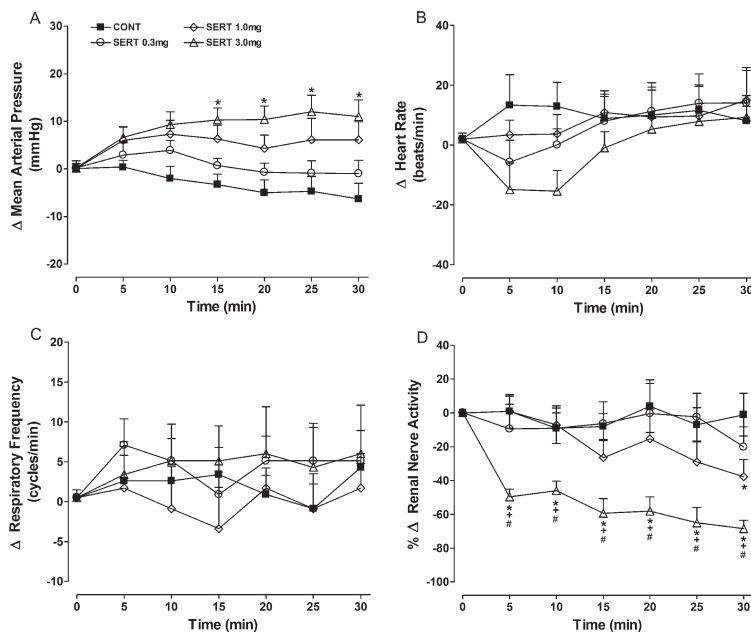 A
CONT
SERT 1.0mg
SERT 0.3mg
SERT 3.0mg
30
20
10
0
-10
-20
Δ Mean Arterial Pressure
(mmHg)
* * * *
0 5 10 15 20 25 30
Time (min)
B
40
20
0
-20
-40
Δ Heart Rate
(beats/min)
0 5 10 15 20 25 30
Time (min)
C
20
15
10
5
0
-5
-10
Δ Respiratory Frequency
(cycles/min)
0 5 10 15 20 25 30
Time (min)
D
40
20
0
-20
-40
-60
-80
-100
% Δ Renal Nerve Activity
*
* * * * * *
+ + + + + +
# # # # # #
0 5 10 15 20 25 30
Time (min)